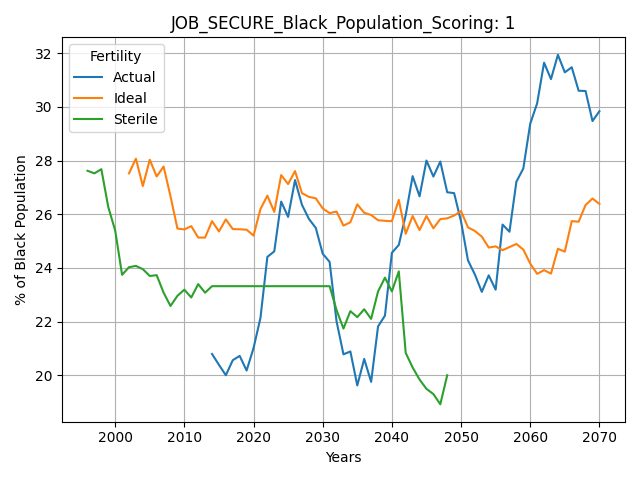 JOB_SECURE_Black_Population_Scoring: 1
% of Black Population
32
30
28
26
24
22
20
Fertility
Actual
Ideal
Sterile
2000 2010 2020 2030 2040 2050 2060 2070
Years